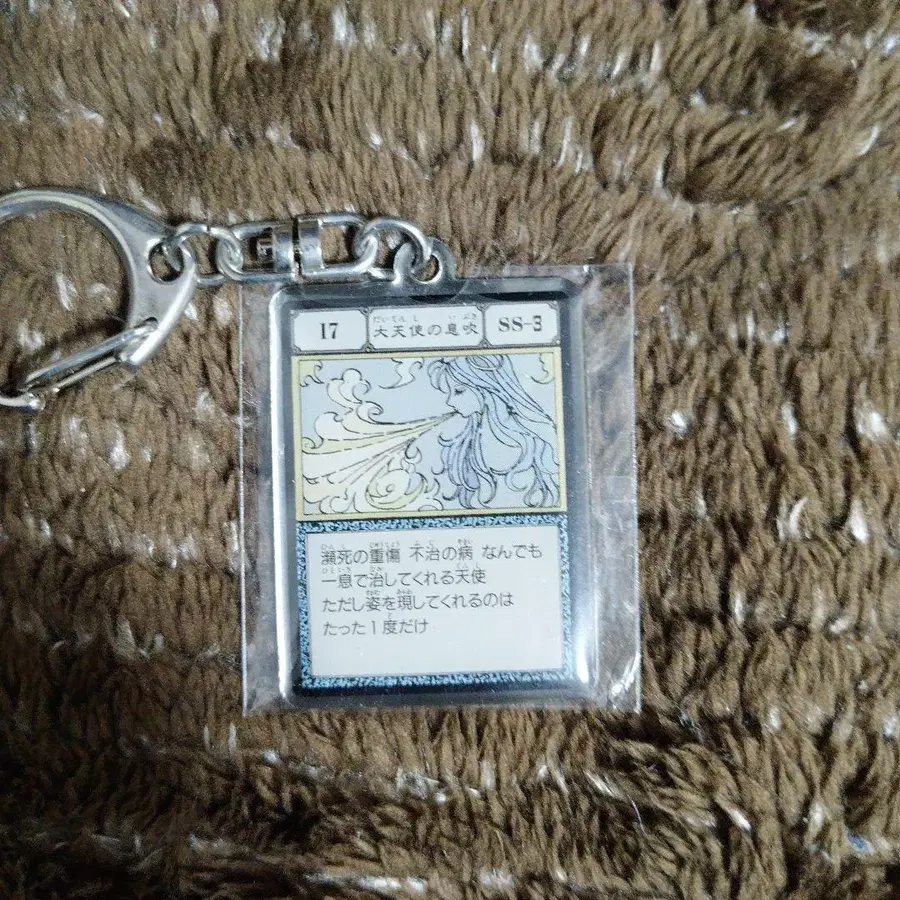 17
大天使の息吹
SS-3
瀕死の重傷 不治の病 なんでも
一息で治してくれる天使
ただし姿を現してくれるのは
たった1度だけ